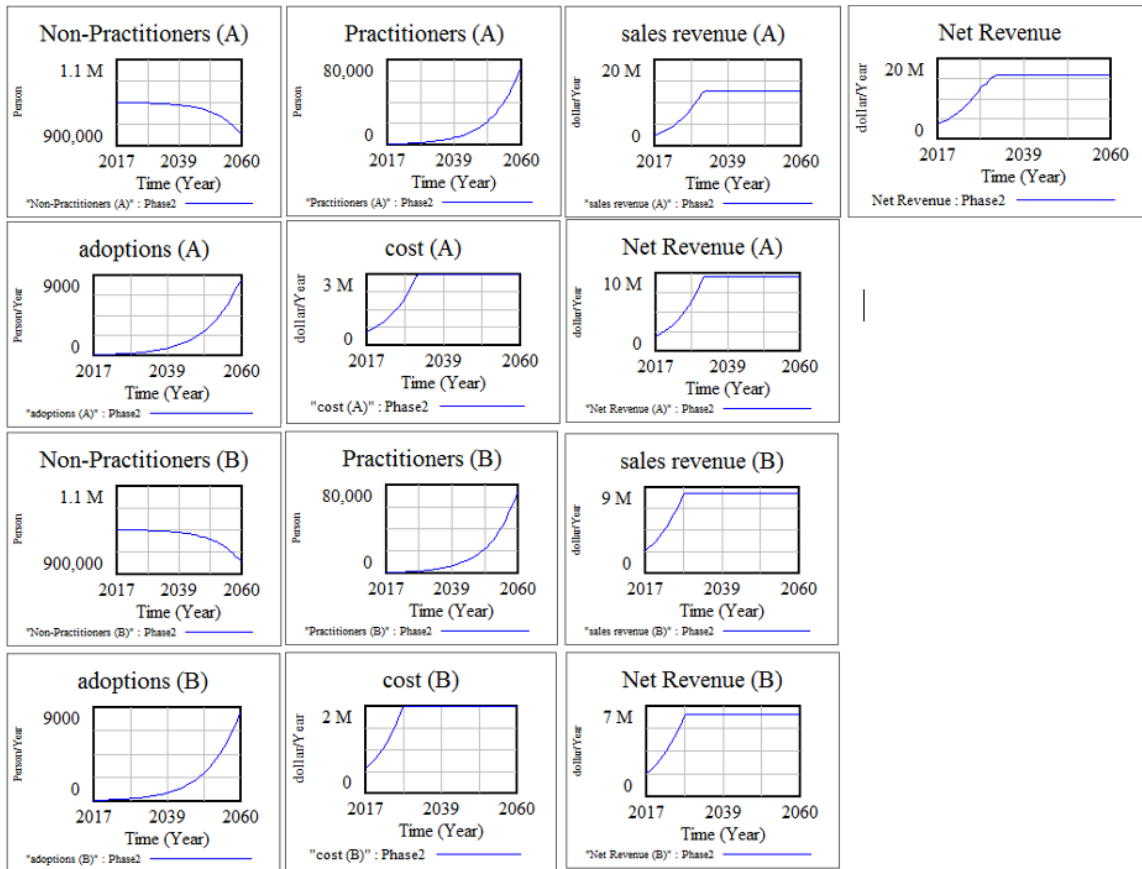 Non-Practitioners (A)
1.1 M
Person
900,000
2017 2039 2060
Time (Year)
"Non-Practitioners (A)" : Phase2
Practitioners (A)
80,000
Person
0
2017 2039 2060
Time (Year)
"Practitioners (A)" : Phase2
sales revenue (A)
20 M
dollar/Year
0
2017 2039 2060
Time (Year)
"sales revenue (A)" : Phase2
Net Revenue
20 M
dollar/Year
0
2017 2039 2060
Time (Year)
Net Revenue : Phase2
adoptions (A)
9000
Person/Year
0
2017 2039 2060
Time (Year)
"adoptions (A)" : Phase2
cost (A)
3 M
dollar/Year
0
2017 2039 2060
Time (Year)
"cost (A)" : Phase2
Net Revenue (A)
10 M
dollar/Year
0
2017 2039 2060
Time (Year)
"Net Revenue (A)" : Phase2
Non-Practitioners (B)
1.1 M
Person
900,000
2017 2039 2060
Time (Year)
"Non-Practitioners (B)" : Phase2
Practitioners (B)
80,000
Person
0
2017 2039 2060
Time (Year)
"Practitioners (B)" : Phase2
sales revenue (B)
9 M
dollar/Year
0
2017 2039 2060
Time (Year)
"sales revenue (B)" : Phase2
adoptions (B)
9000
Person/Year
0
2017 2039 2060
Time (Year)
"adoptions (B)" : Phase2
cost (B)
2 M
dollar/Year
0
2017 2039 2060
Time (Year)
"cost (B)" : Phase2
Net Revenue (B)
7 M
dollar/Year
0
2017 2039 2060
Time (Year)
"Net Revenue (B)" : Phase2